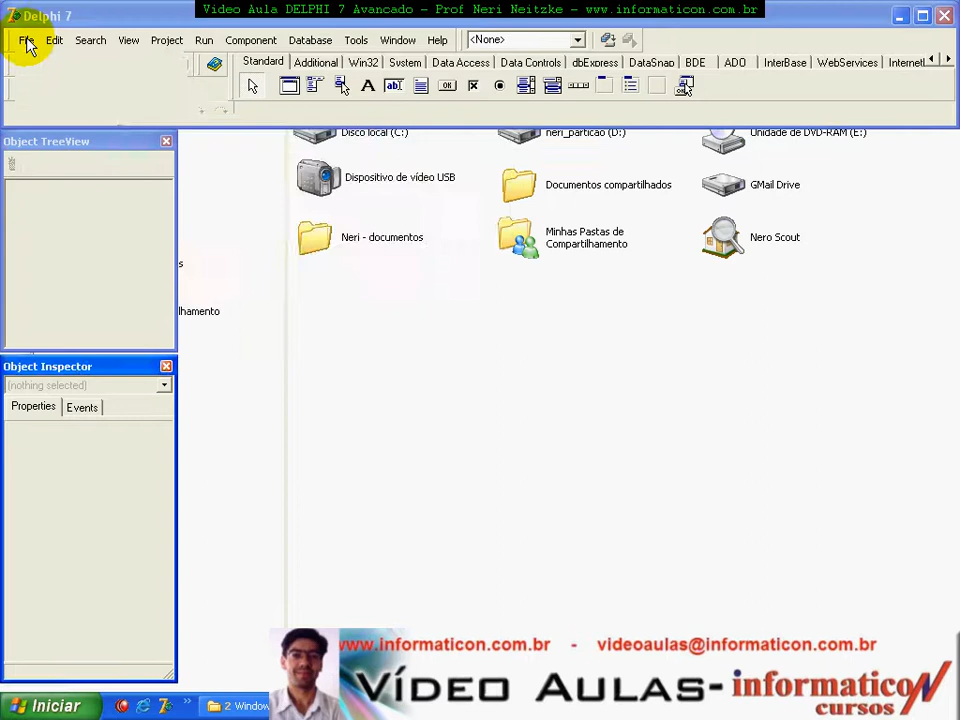 Video Aula DELPHI 7 Avancado - Prof Neri Neitzke - www.informaticon.com.br
Delphi 7
File Edit Search View Project Run Component Database Tools Window Help <None>
Standard Additional Win32 System Data Access Data Controls dbExpress DataSnap BDE ADO InterBase WebServices Internet
Object TreeView
Disco local (C:) neri_particao (D:) Unidade de DVD-RAM (E:)
Dispositivo de vídeo USB Documentos compartilhados GMail Drive
Neri - documentos Minhas Pastas de Compartilhamento Nero Scout
s
lhamento
Object Inspector
(nothing selected)
Properties Events
www.informaticon.com.br - videoaulas@informaticon.com.br
VÍDEO AULAS- informaticon
cursos
Iniciar 2 Window